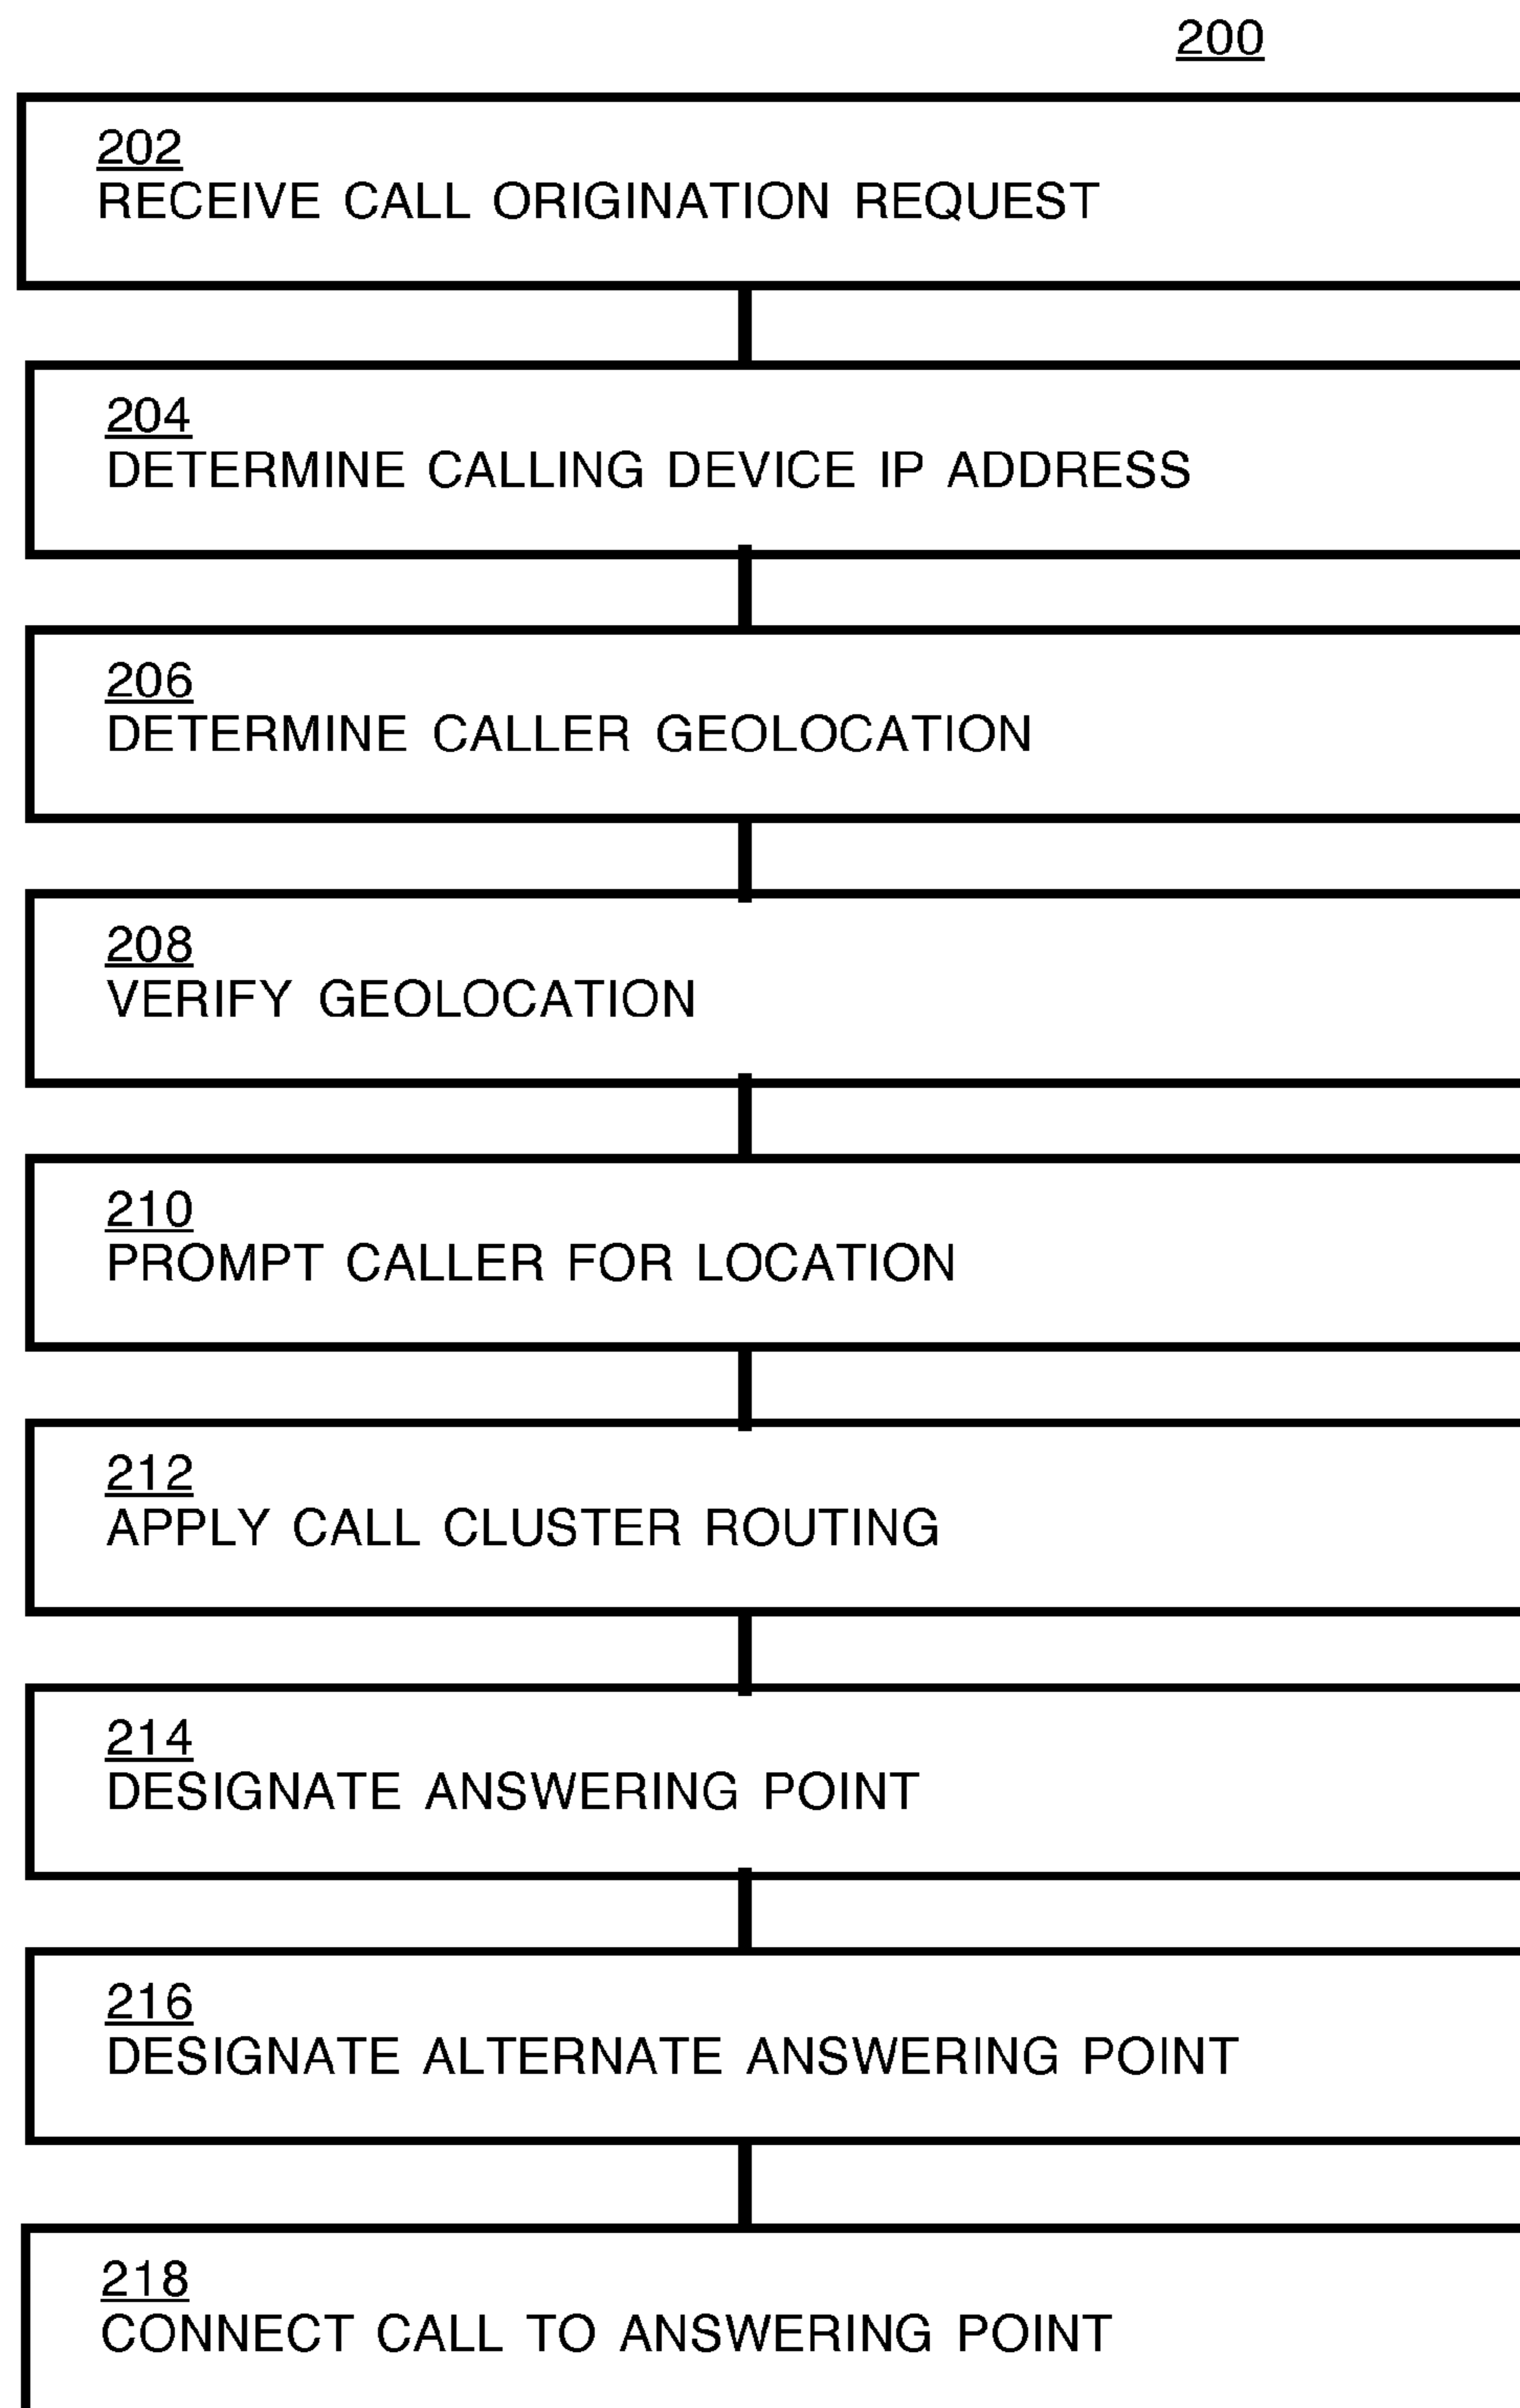 200
202
RECEIVE CALL ORIGINATION REQUEST
204
DETERMINE CALLING DEVICE IP ADDRESS
206
DETERMINE CALLER GEOLOCATION
208
VERIFY GEOLOCATION
210
PROMPT CALLER FOR LOCATION
212
APPLY CALL CLUSTER ROUTING
214
DESIGNATE ANSWERING POINT
216
DESIGNATE ALTERNATE ANSWERING POINT
218
CONNECT CALL TO ANSWERING POINT